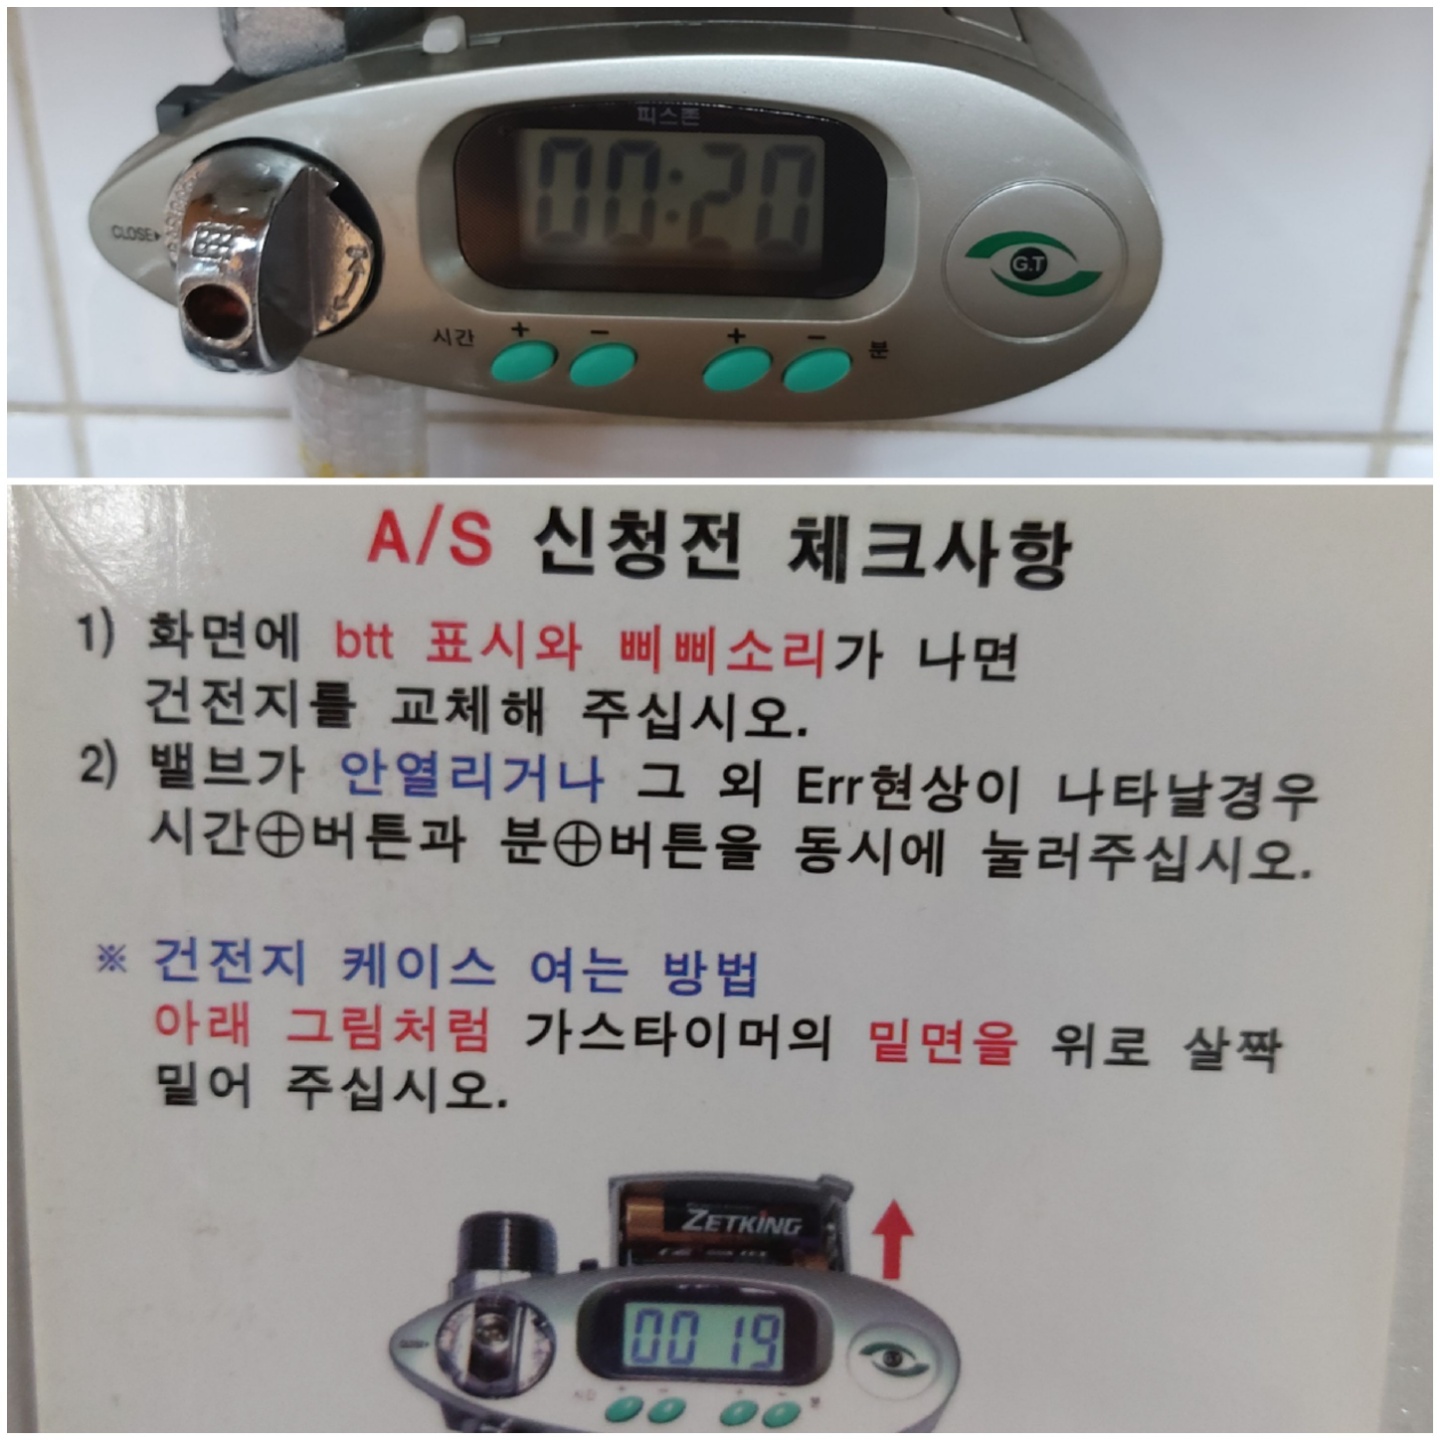 피스존
00:20
CLOSE▶
G.T
시간 + − + − 분
A/S 신청전 체크사항
1) 화면에 btt 표시와 삐삐소리가 나면
건전지를 교체해 주십시오.
2) 밸브가 안열리거나 그 외 Err현상이 나타날경우
시간⊕버튼과 분⊕버튼을 동시에 눌러주십시오.
※ 건전지 케이스 여는 방법
아래 그림처럼 가스타이머의 밑면을 위로 살짝
밀어 주십시오.
ZETKING
00 19